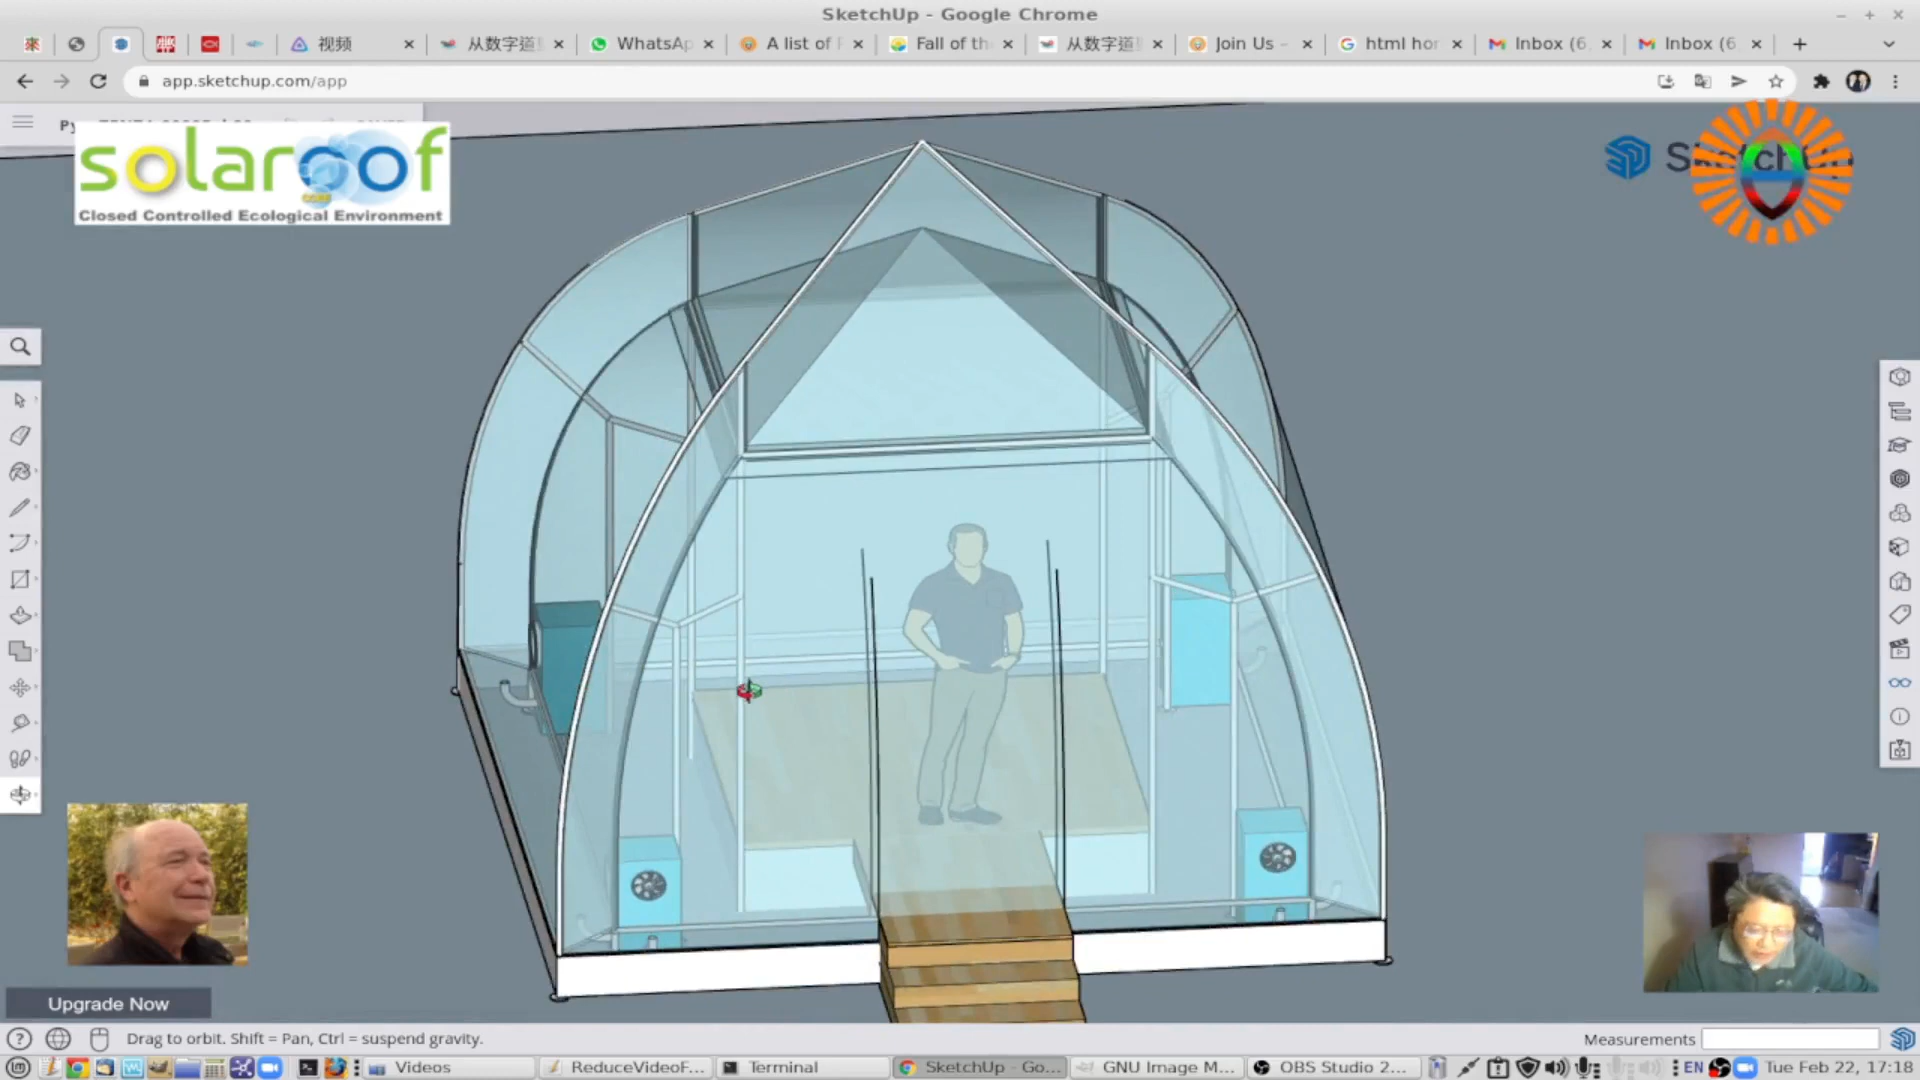 SketchUp - Google Chrome
视频
从数字道
WhatsAp
A list of F
Fall of th
从数字道
Join Us -
html hor
Inbox (6,
Inbox (6
app.sketchup.com/app
solaroof
Closed Controlled Ecological Environment
SketchUp
Upgrade Now
Drag to orbit. Shift = Pan, Ctrl = suspend gravity.
Measurements
Videos
ReduceVideoF...
Terminal
SketchUp - Go...
GNU Image M...
OBS Studio 2...
EN
Tue Feb 22, 17:18